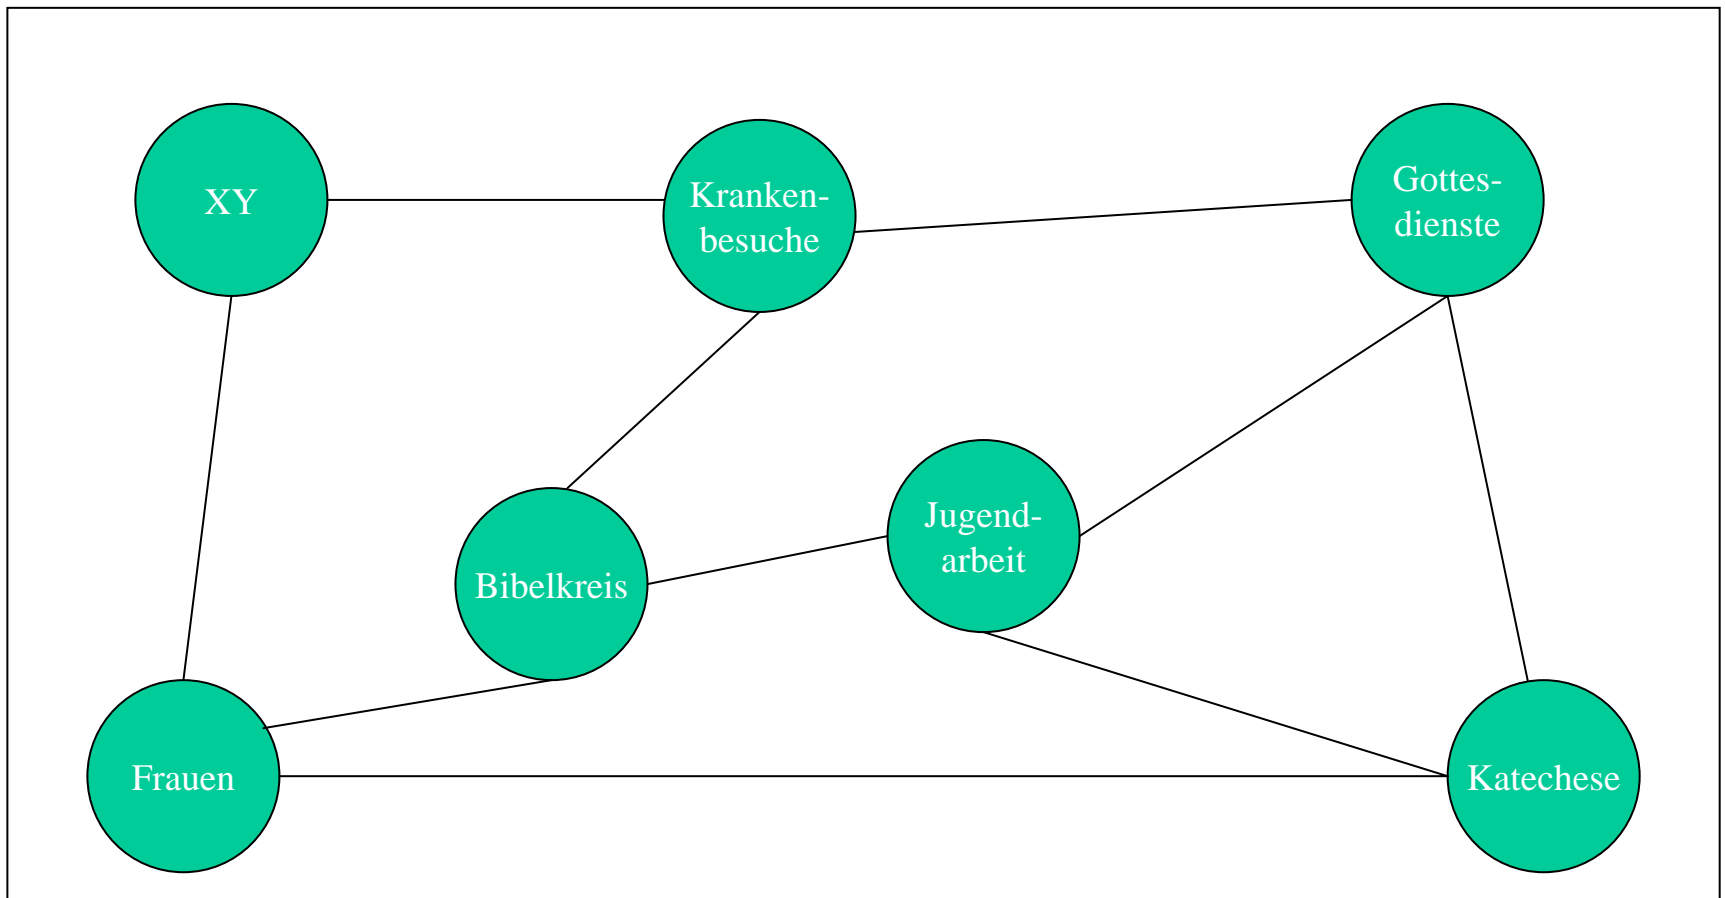 XY
Kranken-
besuche
Gottes-
dienste
Jugend-
arbeit
Bibelkreis
Frauen
Katechese